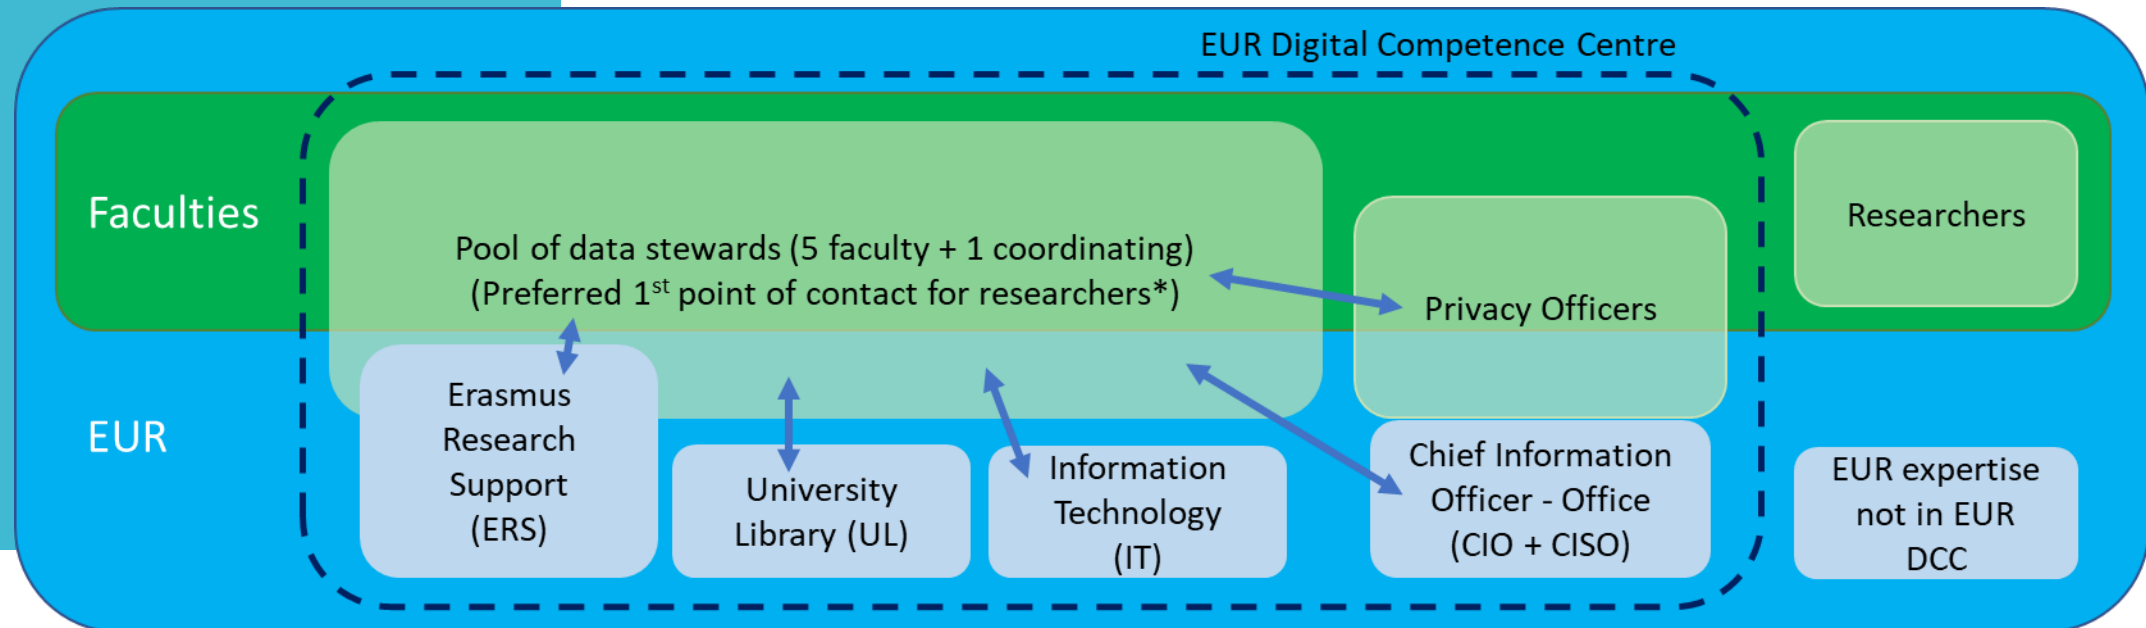 EUR Digital Competence Centre
Faculties
Pool of data stewards (5 faculty + 1 coordinating)
(Preferred 1st point of contact for researchers*)
Privacy Officers
Researchers
EUR
Erasmus
Research
Support
(ERS)
University
Library (UL)
Information
Technology
(IT)
Chief Information
Officer - Office
(CIO + CISO)
EUR expertise
not in EUR
DCC